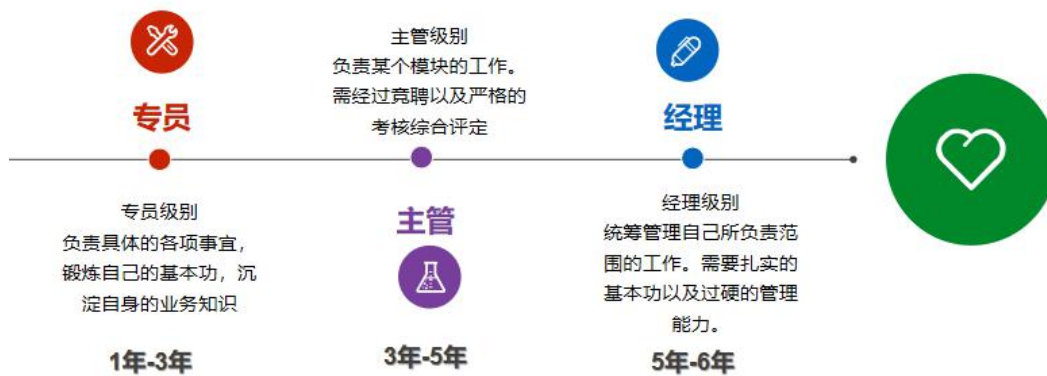 专员
专员级别
负责具体的各项事宜，
锻炼自己的基本功，沉
淀自身的业务知识
1年-3年
主管级别
负责某个模块的工作。
需经过竞聘以及严格的
考核综合评定
主管
3年-5年
经理
经理级别
统筹管理自己所负责范
围的工作。需要扎实的
基本功以及过硬的管理
能力。
5年-6年